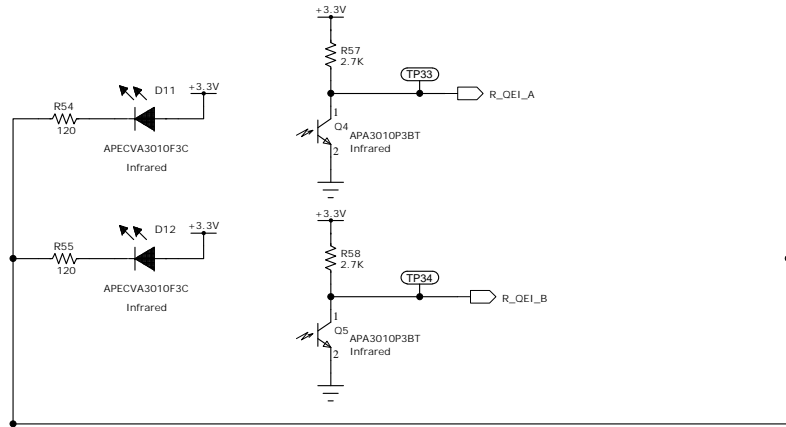 +3.3V
R57
2.7K
TP33
R_QEI_A
1
Q4
2
APA3010P3BT
Infrared
D11
+3.3V
R54
120
APECVA3010F3C
Infrared
+3.3V
R58
2.7K
TP34
R_QEI_B
1
Q5
2
APA3010P3BT
Infrared
D12
+3.3V
R55
120
APECVA3010F3C
Infrared